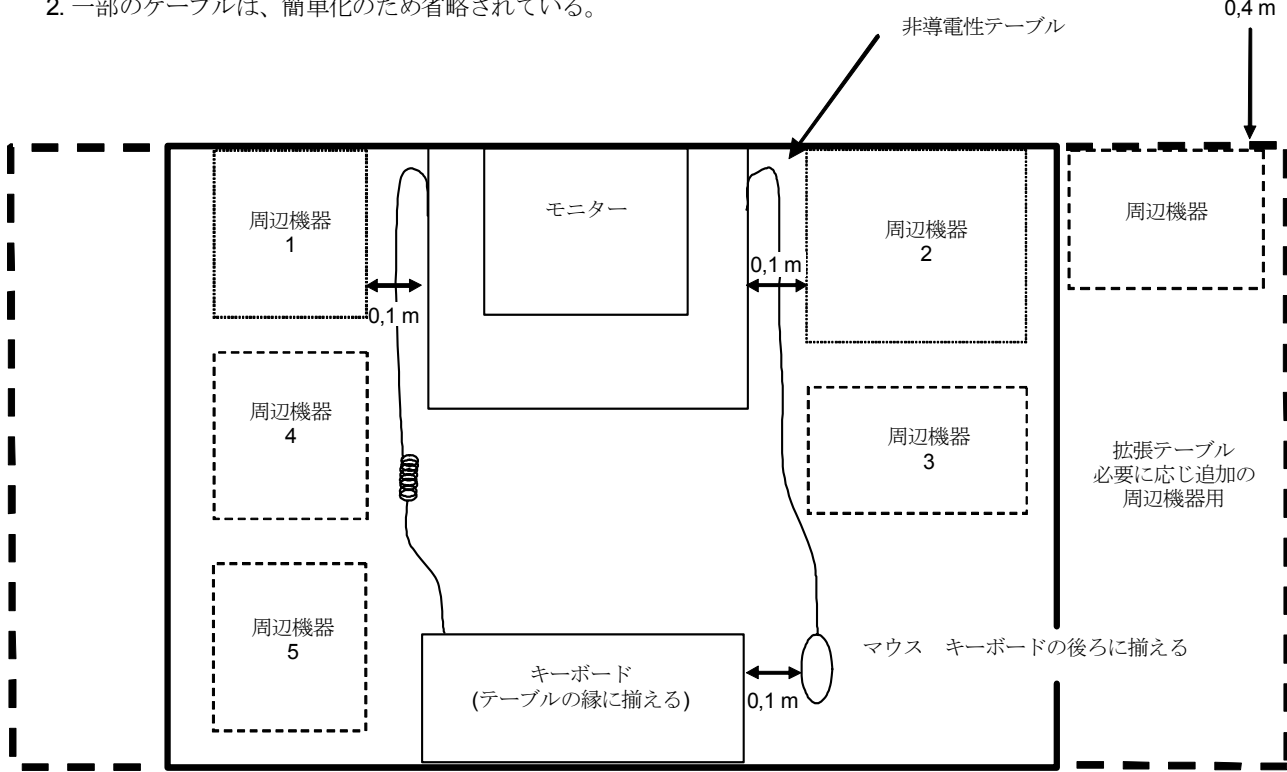 2. 一部のケーブルは、簡単化のため省略されている。
0,4 m
非導電性テーブル
周辺機器
1
モニター
周辺機器
2
周辺機器
0,1 m
0,1 m
周辺機器
4
周辺機器
3
拡張テーブル
必要に応じ追加の
周辺機器用
周辺機器
5
マウス　キーボードの後ろに揃える
キーボード
(テーブルの縁に揃える)
0,1 m